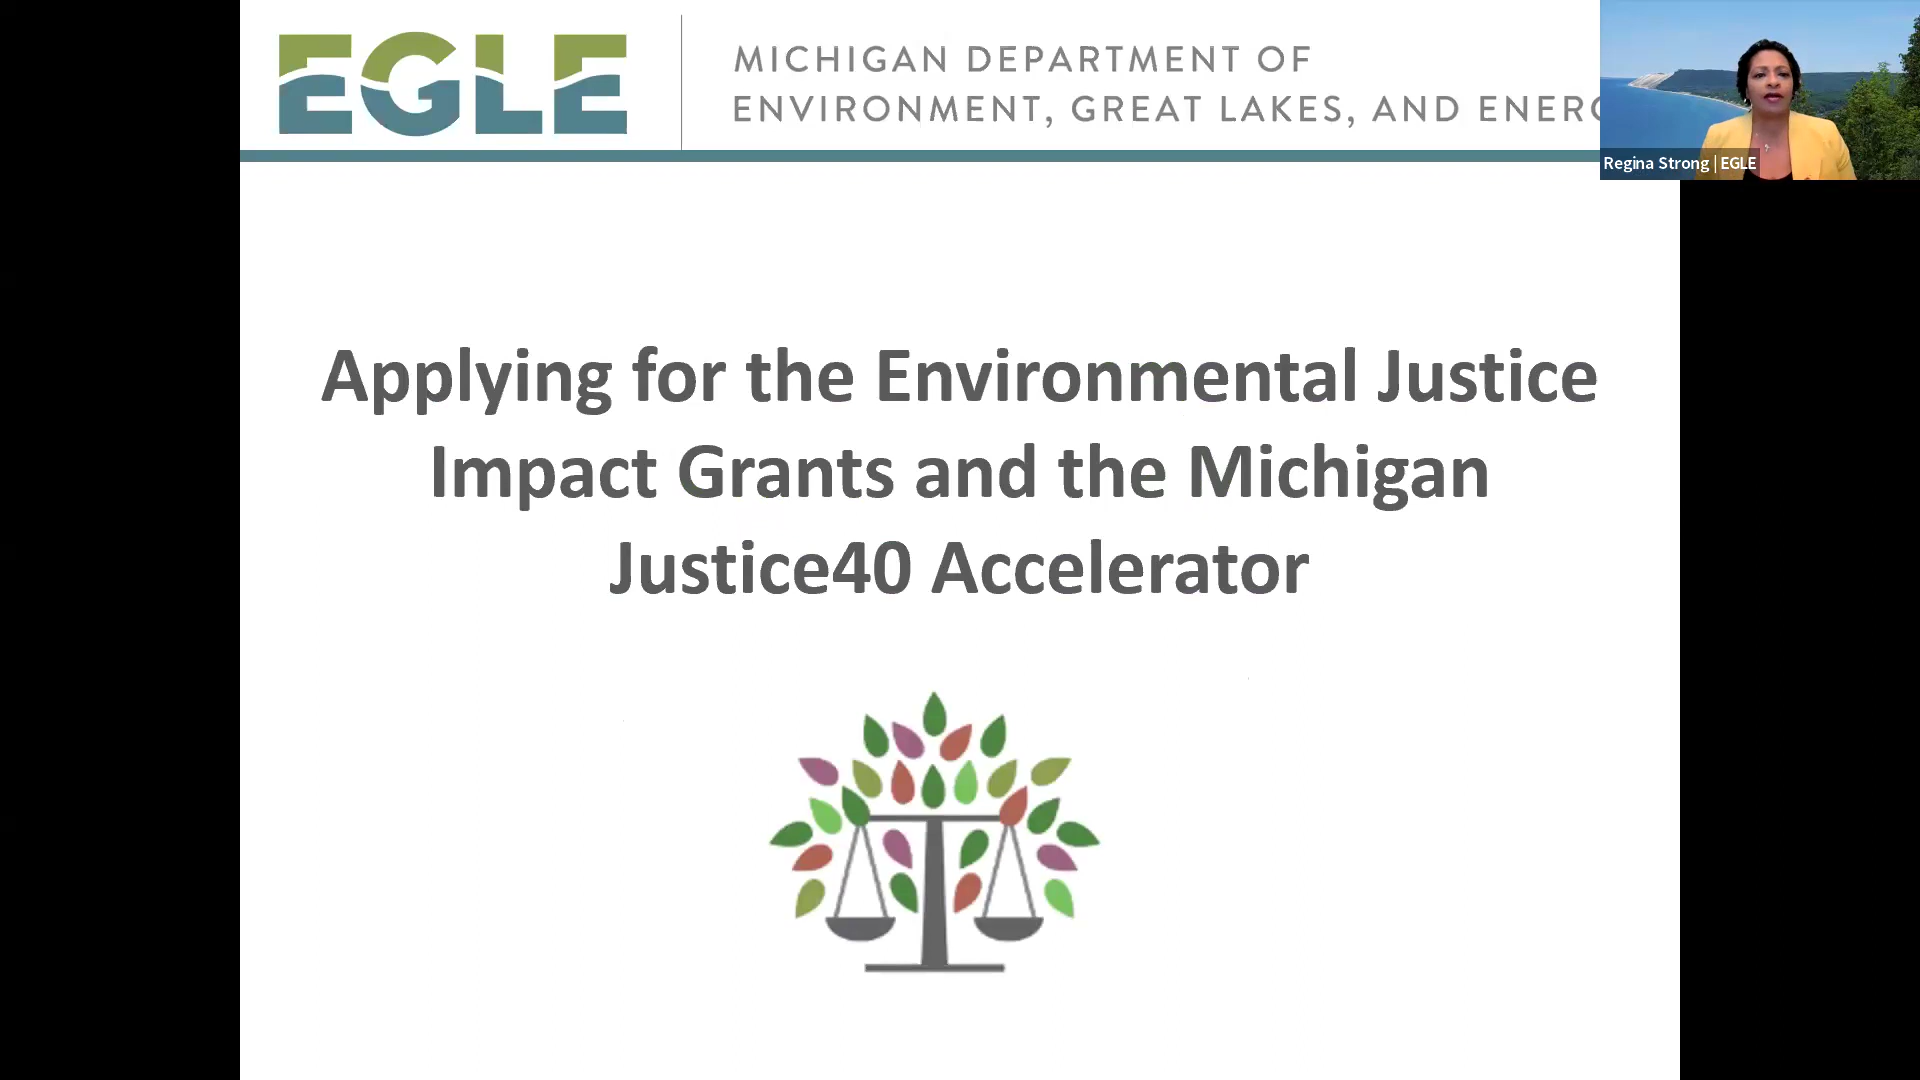 EGLE
MICHIGAN DEPARTMENT OF
ENVIRONMENT, GREAT LAKES, AND ENERG
Regina Strong | EGLE
Applying for the Environmental Justice
Impact Grants and the Michigan
Justice40 Accelerator